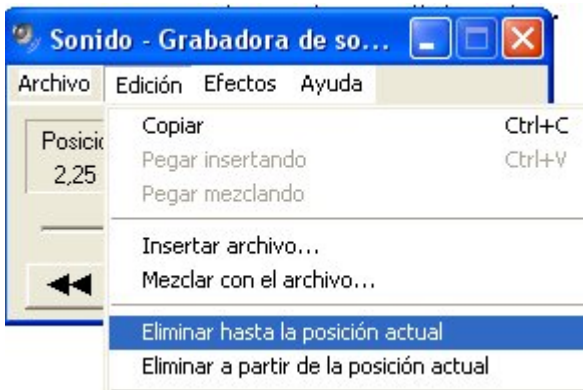 Sonido - Grabadora de so...
Archivo Edición Efectos Ayuda
2,25
Copiar Ctrl+C
Pegar insertando Ctrl+V
Pegar mezclando
Insertar archivo...
Mezclar con el archivo...
Eliminar hasta la posición actual
Eliminar a partir de la posición actual